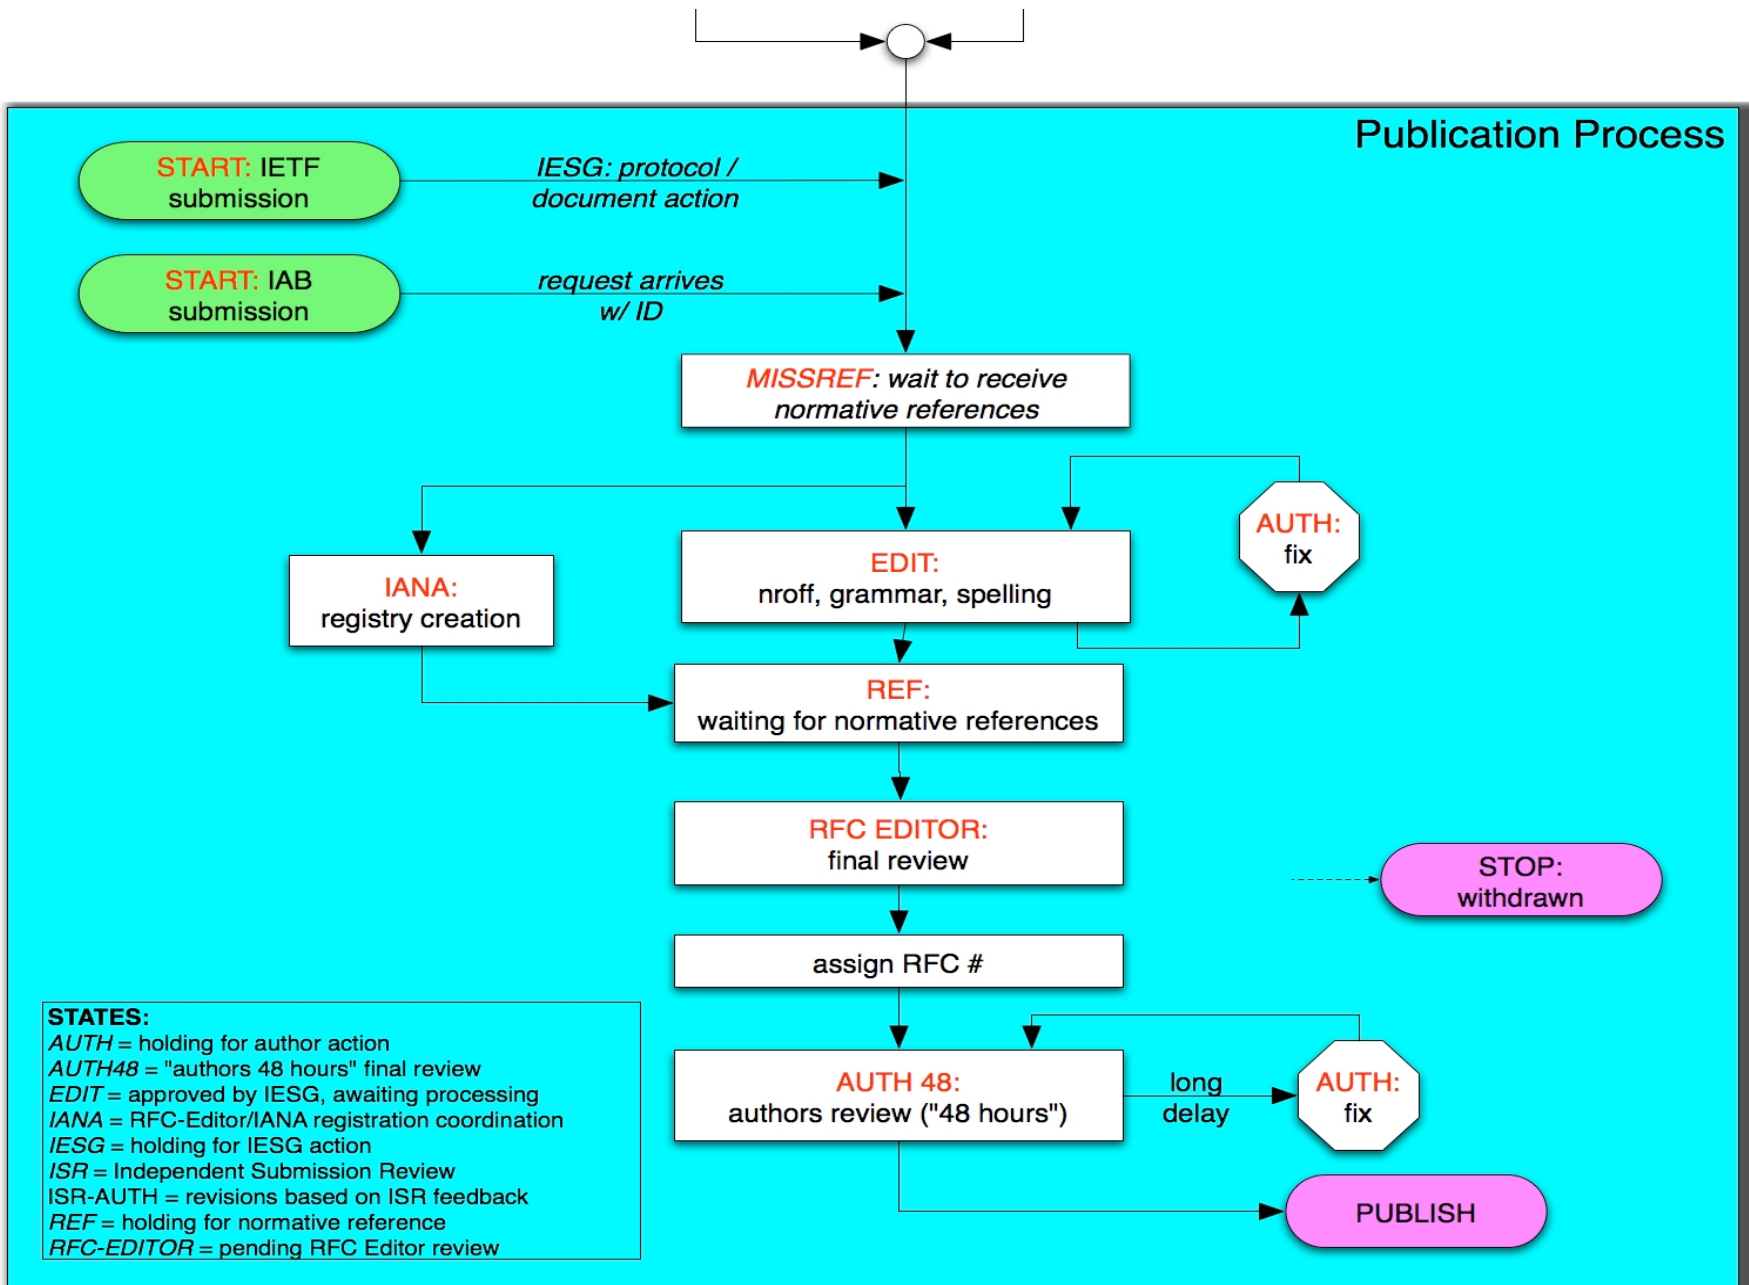 Publication Process
START: IETF
submission
IESG: protocol /
document action
START: IAB
submission
request arrives
w/ ID
MISSREF: wait to receive
normative references
AUTH:
fix
EDIT:
nroff, grammar, spelling
IANA:
registry creation
REF:
waiting for normative references
RFC EDITOR:
final review
STOP:
withdrawn
assign RFC #
AUTH 48:
authors review ("48 hours")
long
delay
AUTH:
fix
PUBLISH
STATES:
AUTH = holding for author action
AUTH48 = "authors 48 hours" final review
EDIT = approved by IESG, awaiting processing
IANA = RFC-Editor/IANA registration coordination
IESG = holding for IESG action
ISR = Independent Submission Review
ISR-AUTH = revisions based on ISR feedback
REF = holding for normative reference
RFC-EDITOR = pending RFC Editor review